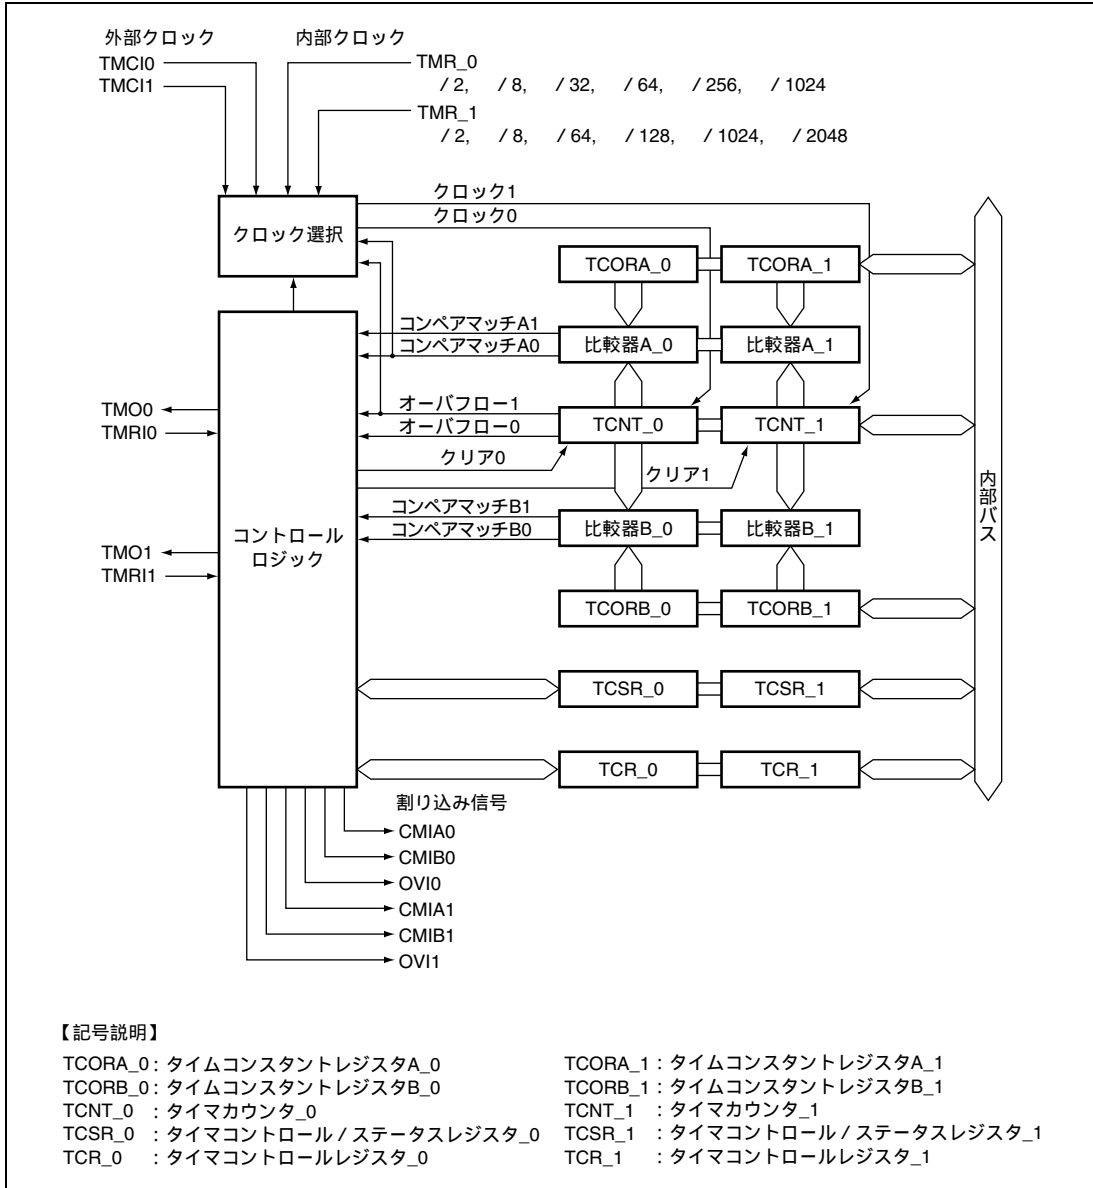 外部クロック 内部クロック
TMCI0 TMR_0
TMCI1 / 2, / 8, / 32, / 64, / 256, / 1024
TMR_1
/ 2, / 8, / 64, / 128, / 1024, / 2048
クロック1
クロック0
クロック選択
TCORA_0 TCORA_1
コンペアマッチA1
コンペアマッチA0
比較器A_0 比較器A_1
TMO0
TMRI0
オーバフロー1
オーバフロー0
TCNT_0 TCNT_1
クリア0
クリア1
内部バス
コンペアマッチB1
コンペアマッチB0
比較器B_0 比較器B_1
コントロール
ロジック
TMO1
TMRI1
TCORB_0 TCORB_1
TCSR_0 TCSR_1
TCR_0 TCR_1
割り込み信号
CMIA0
CMIB0
OVI0
CMIA1
CMIB1
OVI1
【記号説明】
TCORA_0 : タイムコンスタントレジスタA_0 TCORA_1 : タイムコンスタントレジスタA_1
TCORB_0 : タイムコンスタントレジスタB_0 TCORB_1 : タイムコンスタントレジスタB_1
TCNT_0 : タイマカウンタ_0 TCNT_1 : タイマカウンタ_1
TCSR_0 : タイマコントロール / ステータスレジスタ_0 TCSR_1 : タイマコントロール / ステータスレジスタ_1
TCR_0 : タイマコントロールレジスタ_0 TCR_1 : タイマコントロールレジスタ_1